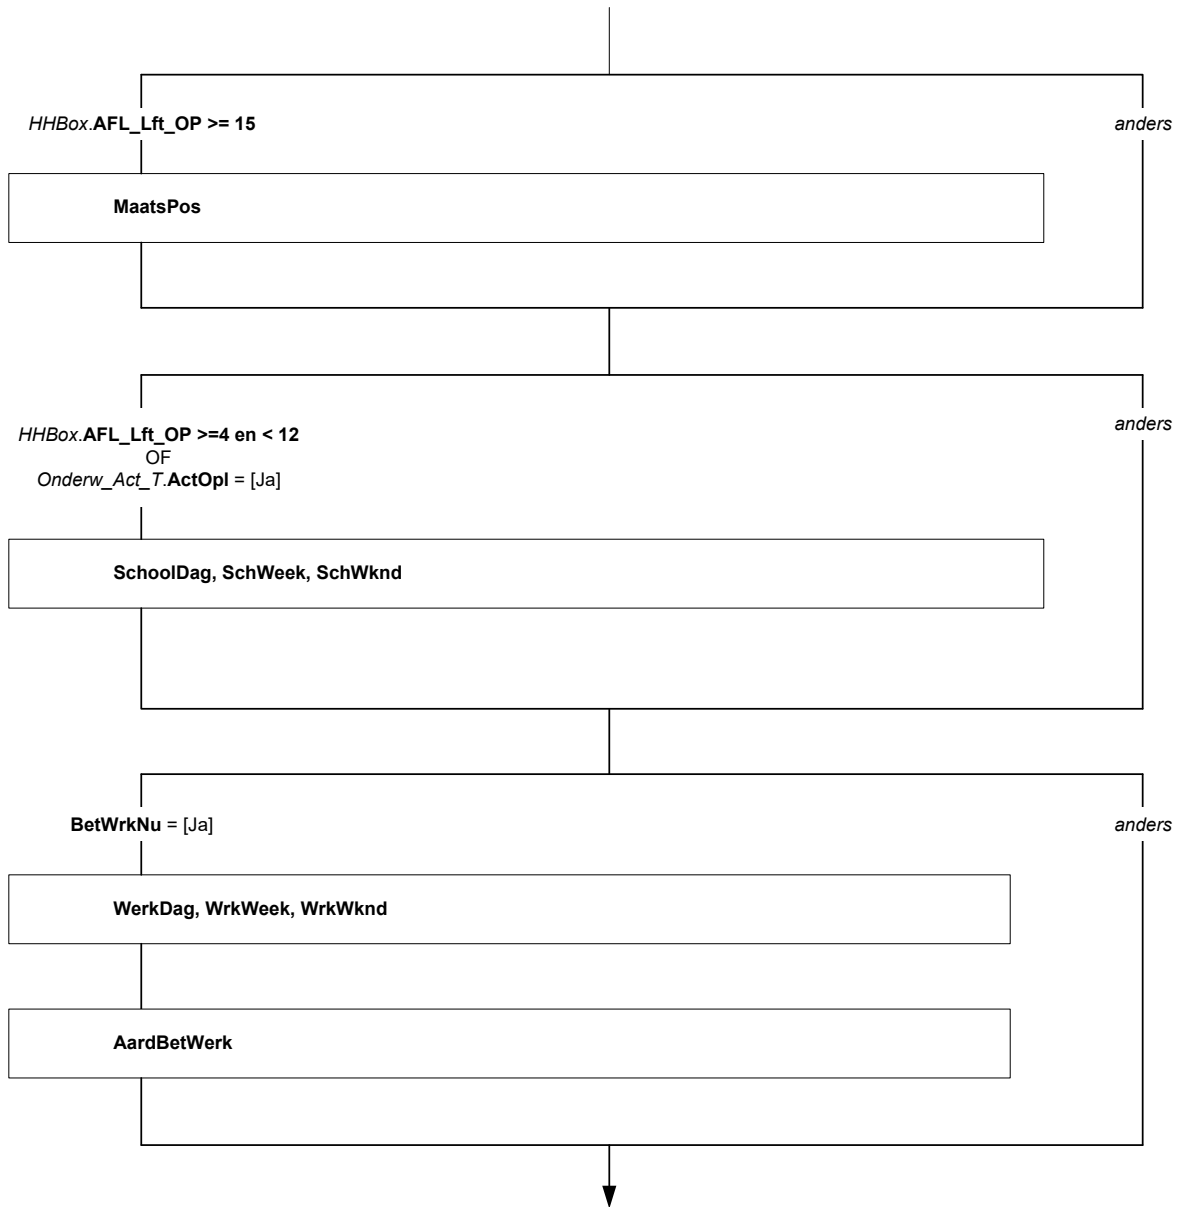 HHBox.AFL_Lft_OP >= 15
anders
MaatsPos
HHBox.AFL_Lft_OP >=4 en < 12
OF
Onderw_Act_T.ActOpl = [Ja]
anders
SchoolDag, SchWeek, SchWknd
BetWrkNu = [Ja]
anders
WerkDag, WrkWeek, WrkWknd
AardBetWerk